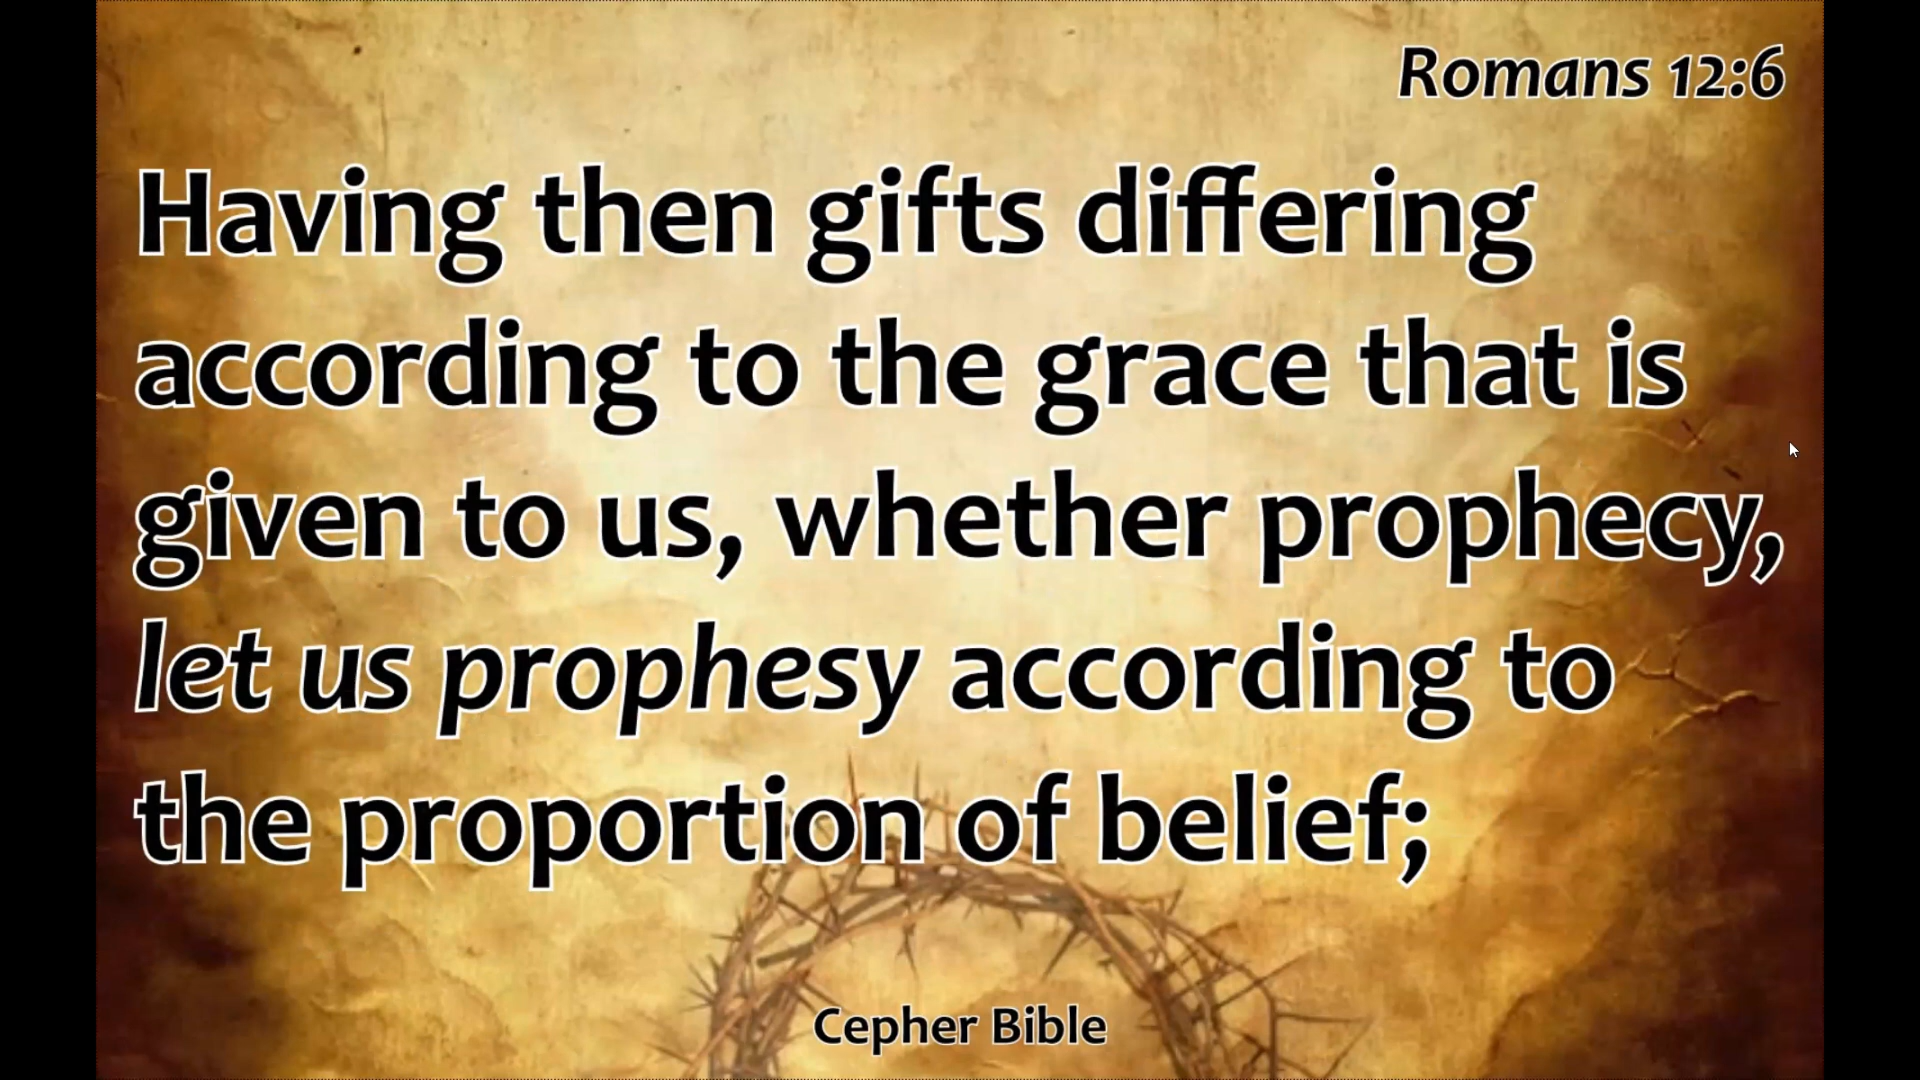 Romans 12:6
Having then gifts differing
according to the grace that is
given to us, whether prophecy,
let us prophesy according to
the proportion of belief;
Cepher Bible